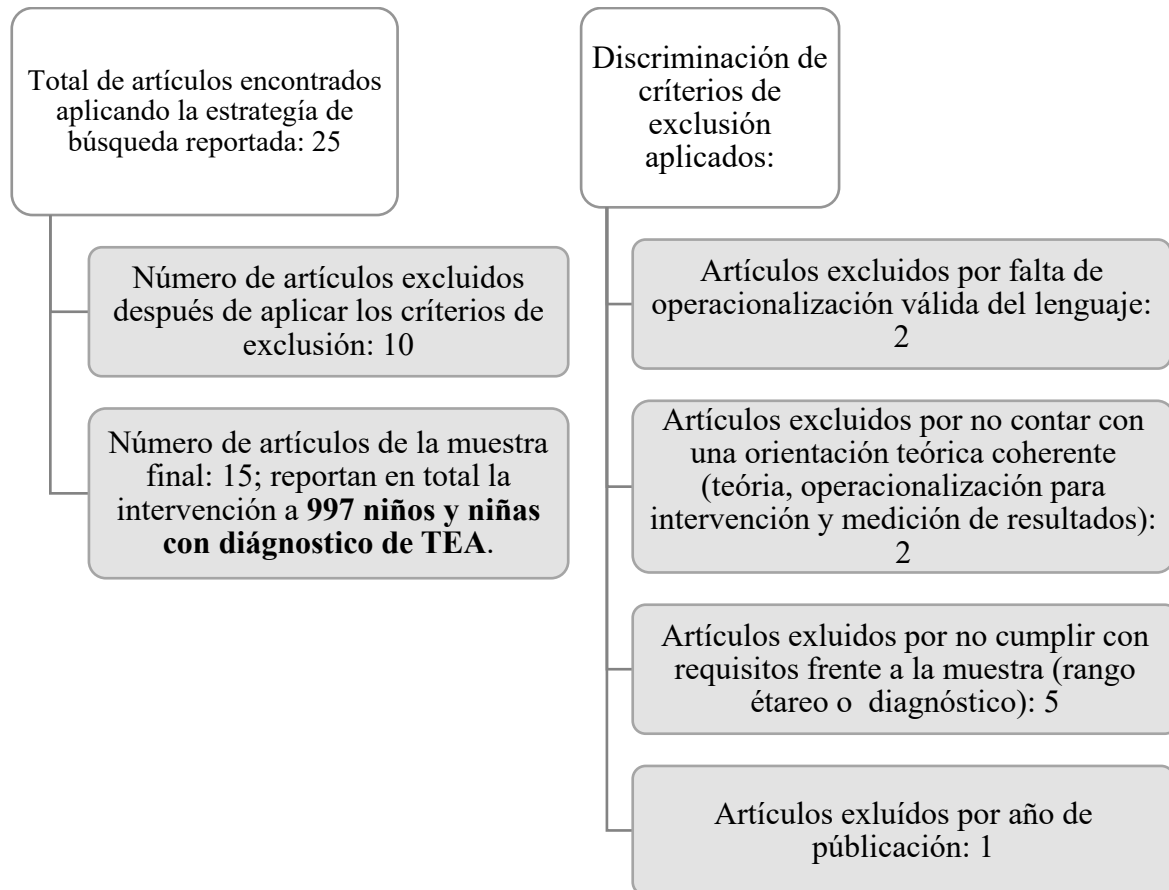 Total de artículos encontrados
aplicando la estrategía de
búsqueda reportada: 25
Número de artículos excluidos
después de aplicar los críterios de
exclusión: 10
Número de artículos de la muestra
final: 15; reportan en total la
intervención a 997 niños y niñas
con diágnostico de TEA.
Discriminación de
críterios de
exclusión
aplicados:
Artículos excluidos por falta de
operacionalización válida del lenguaje:
2
Artículos excluidos por no contar con
una orientación teórica coherente
(teoría, operacionalización para
intervención y medición de resultados):
2
Artículos exluidos por no cumplir con
requisitos frente a la muestra (rango
étareo o diagnóstico): 5
Artículos exluídos por año de
públicación: 1